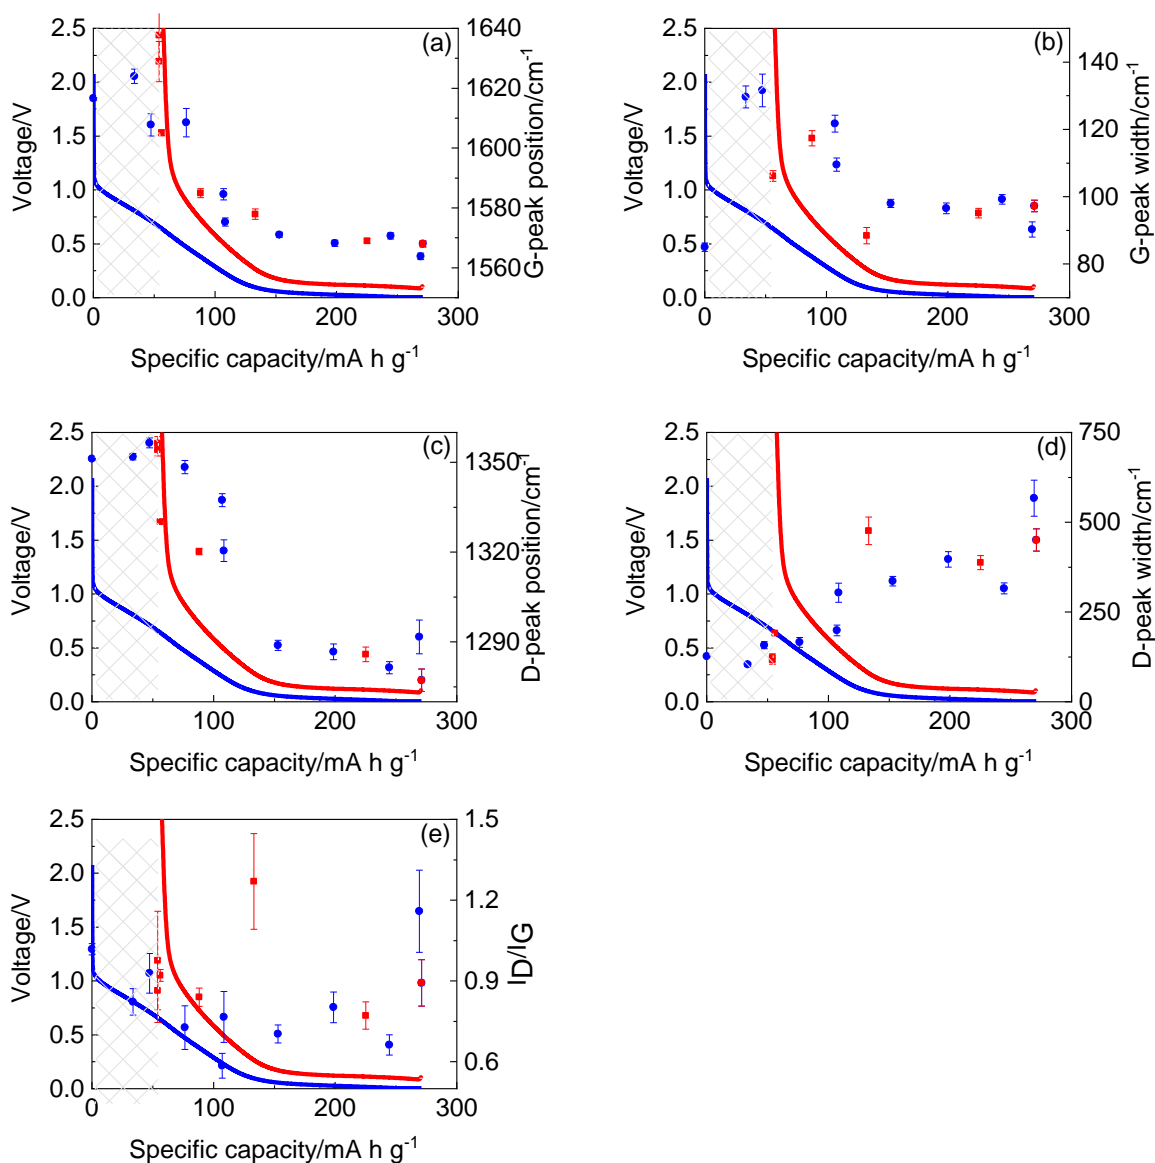 (a)
Voltage/V
2.5
2.0
1.5
1.0
0.5
0.0
0 100 200 300
Specific capacity/mA h g-1
1640
1620
1600
1580
1560
G-peak position/cm-1
(b)
Voltage/V
2.5
2.0
1.5
1.0
0.5
0.0
0 100 200 300
Specific capacity/mA h g-1
140
120
100
80
G-peak width/cm-1
(c)
Voltage/V
2.5
2.0
1.5
1.0
0.5
0.0
0 100 200 300
Specific capacity/mA h g-1
1350
1320
1290
D-peak position/cm-1
(d)
Voltage/V
2.5
2.0
1.5
1.0
0.5
0.0
0 100 200 300
Specific capacity/mA h g-1
750
500
250
0
D-peak width/cm-1
(e)
Voltage/V
2.5
2.0
1.5
1.0
0.5
0.0
0 100 200 300
Specific capacity/mA h g-1
1.5
1.2
0.9
0.6
ID/IG